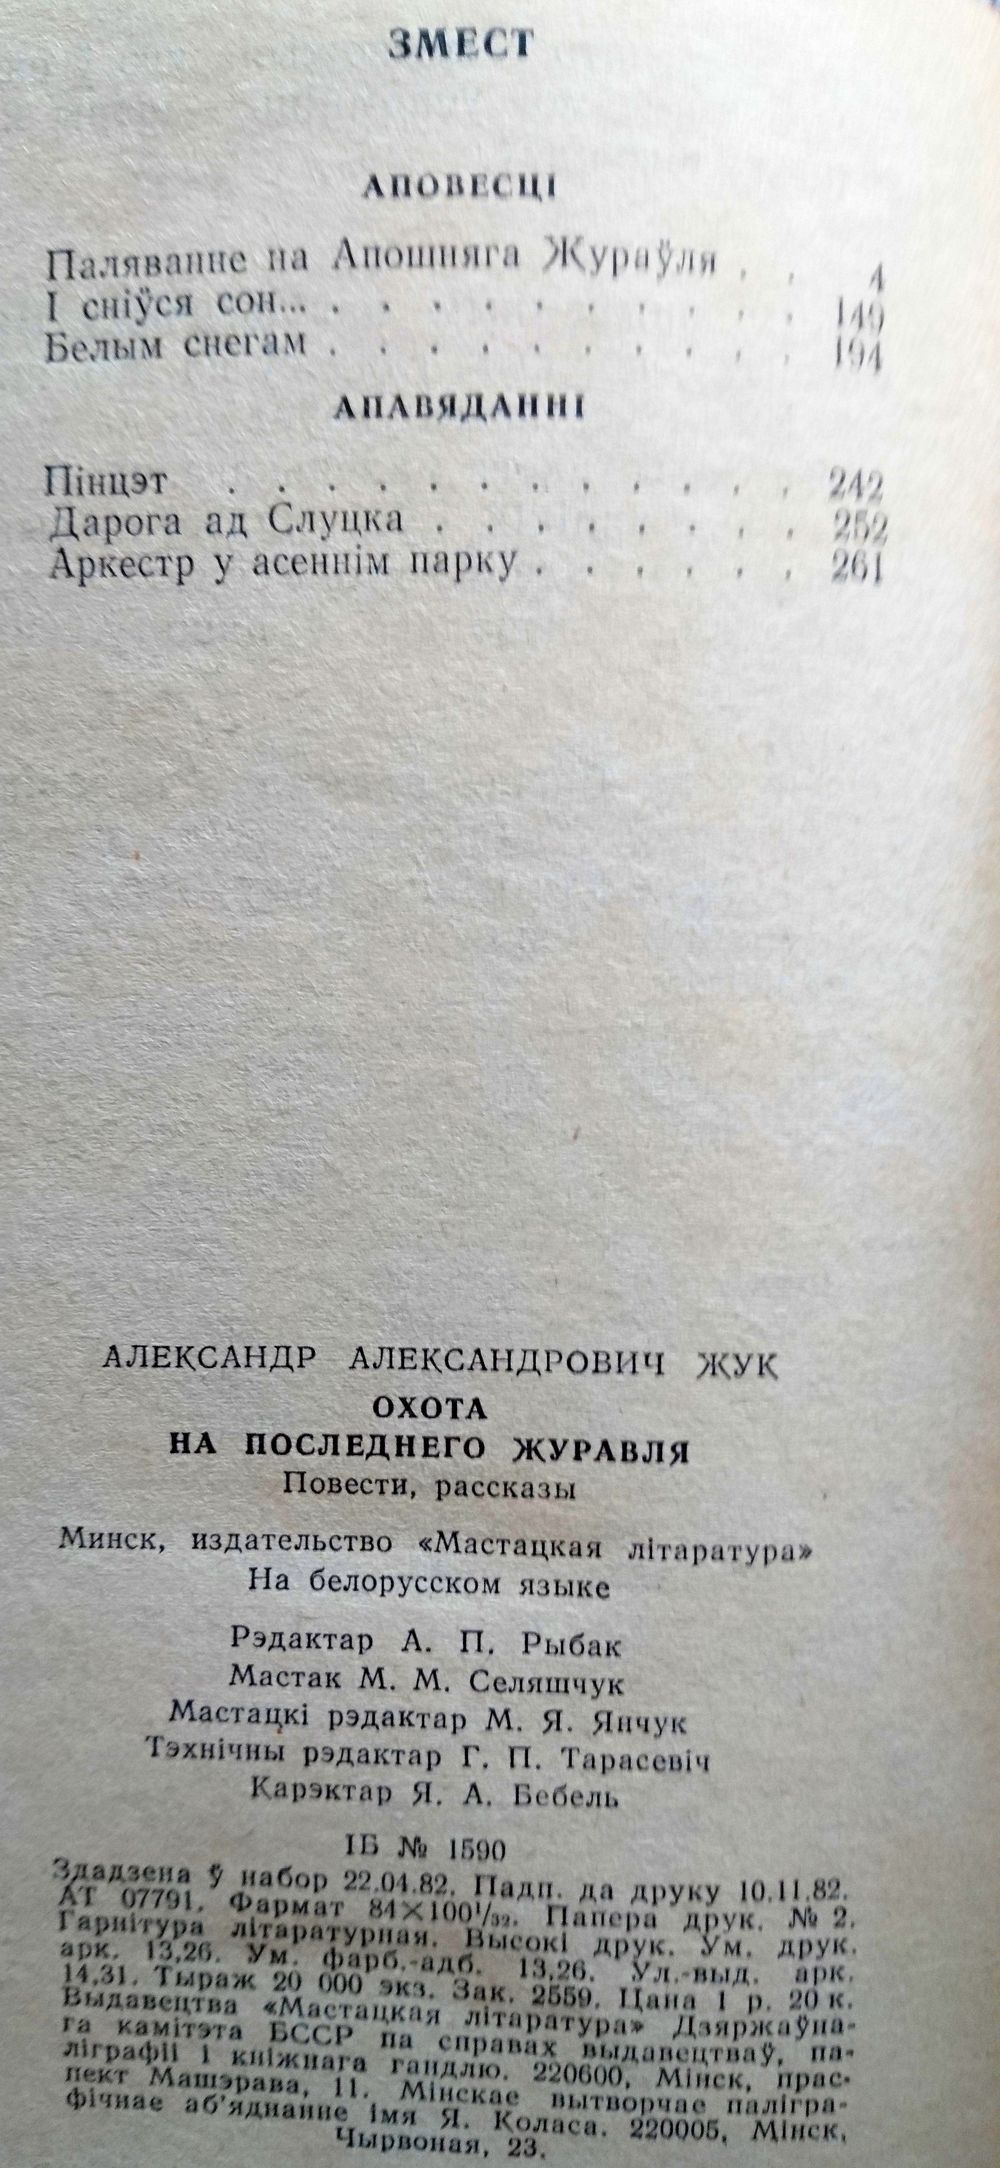 ЗМЕСТ
АПОВЕСЦІ
Паляванне на Апошняга Жураўля . . 4
І сніўся сон... . . . . . . . . . . 149
Белым снегам . . . . . . . . . . 194
АПАВЯДАННІ
Пінцэт . . . . . . . . . . . . 242
Дарога ад Слуцка . . . . . . . . 252
Аркестр у асеннім парку . . . . . . 261
АЛЕКСАНДР АЛЕКСАНДРОВИЧ ЖУК
ОХОТА
НА ПОСЛЕДНЕГО ЖУРАВЛЯ
Повести, рассказы
Минск, издательство «Мастацкая літаратура»
На белорусском языке
Рэдактар А. П. Рыбак
Мастак М. М. Селяшчук
Мастацкі рэдактар М. Я. Янчук
Тэхнічны рэдактар Г. П. Тарасевіч
Карэктар Я. А. Бебель
ІБ № 1590
Здадзена ў набор 22.04.82. Падп. да друку 10.11.82.
АТ 07791. Фармат 84×100¹/₃₂. Папера друк. № 2.
Гарнітура літаратурная. Высокі друк. Ум. друк.
арк. 13,26. Ум. фарб.-адб. 13,26. Ул.-выд. арк.
14,31. Тыраж 20 000 экз. Зак. 2559. Цана 1 р. 20 к.
Выдавецтва «Мастацкая літаратура» Дзяржаўна-
га камітэта БССР па справах выдавецтваў, па-
ліграфіі і кніжнага гандлю. 220600, Мінск, прас-
пект Машэрава, 11. Мінскае вытворчае палігра-
фічнае аб'яднанне імя Я. Коласа. 220005, Мінск,
Чырвоная, 23.